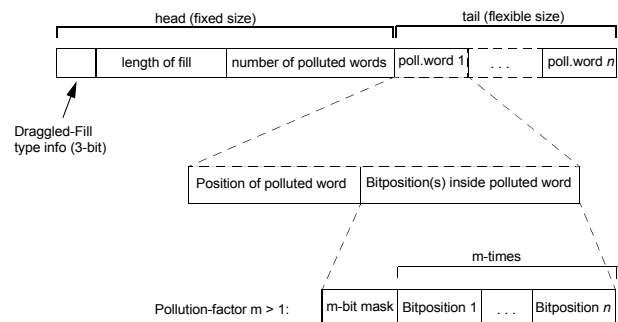 head (fixed size)
tail (flexible size)
length of fill
number of polluted words
poll.word 1
. . .
poll.word n
Draggled-Fill
type info (3-bit)
Position of polluted word
Bitposition(s) inside polluted word
m-times
Pollution-factor m > 1:
m-bit mask
Bitposition 1
. . .
Bitposition n